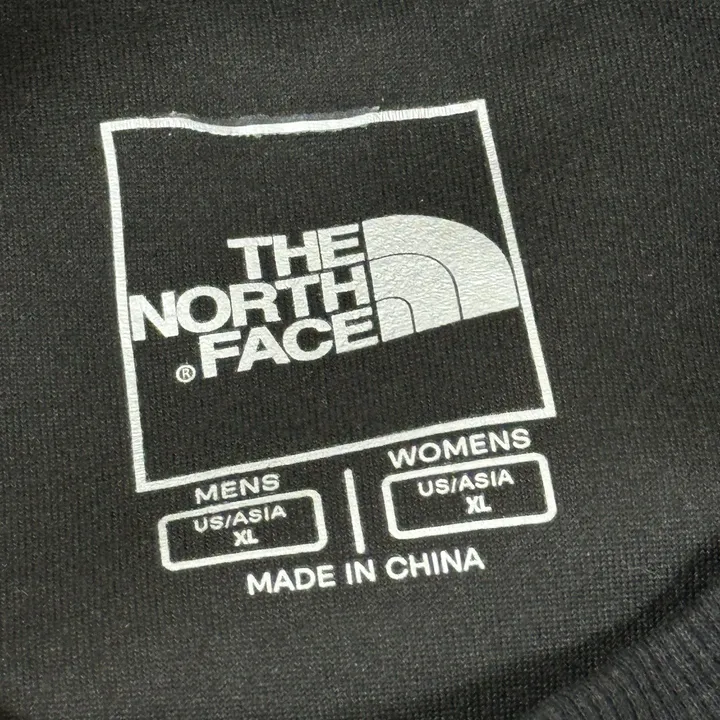 THE
NORTH
® FACE
MENS
US/ASIA
XL
WOMENS
US/ASIA
XL
MADE IN CHINA